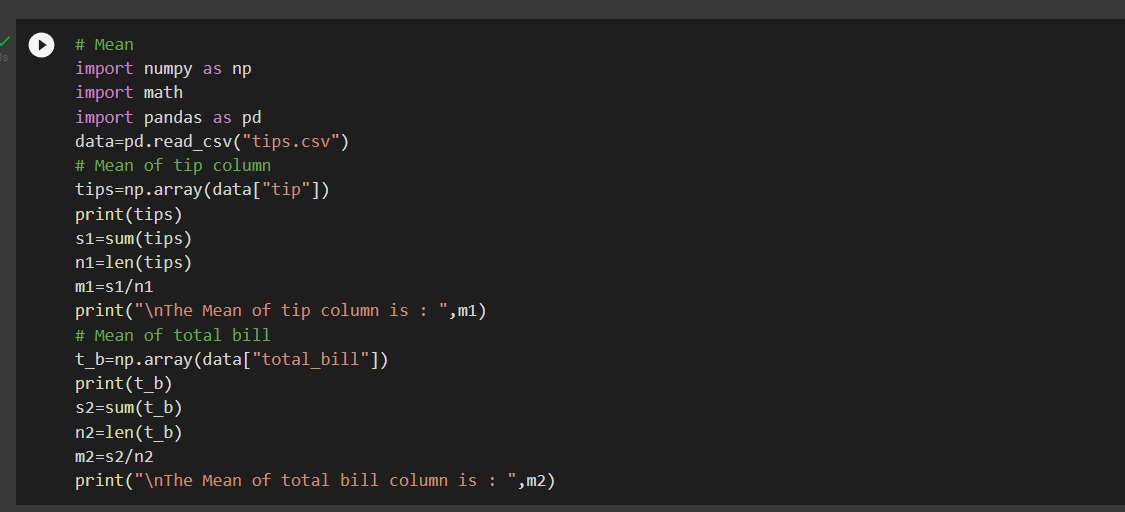 # Mean
import numpy as np
import math
import pandas as pd
data=pd.read_csv("tips.csv")
# Mean of tip column
tips=np.array(data["tip"])
print(tips)
s1=sum(tips)
n1=len(tips)
m1=s1/n1
print("\nThe Mean of tip column is : ",m1)
# Mean of total bill
t_b=np.array(data["total_bill"])
print(t_b)
s2=sum(t_b)
n2=len(t_b)
m2=s2/n2
print("\nThe Mean of total bill column is : ",m2)